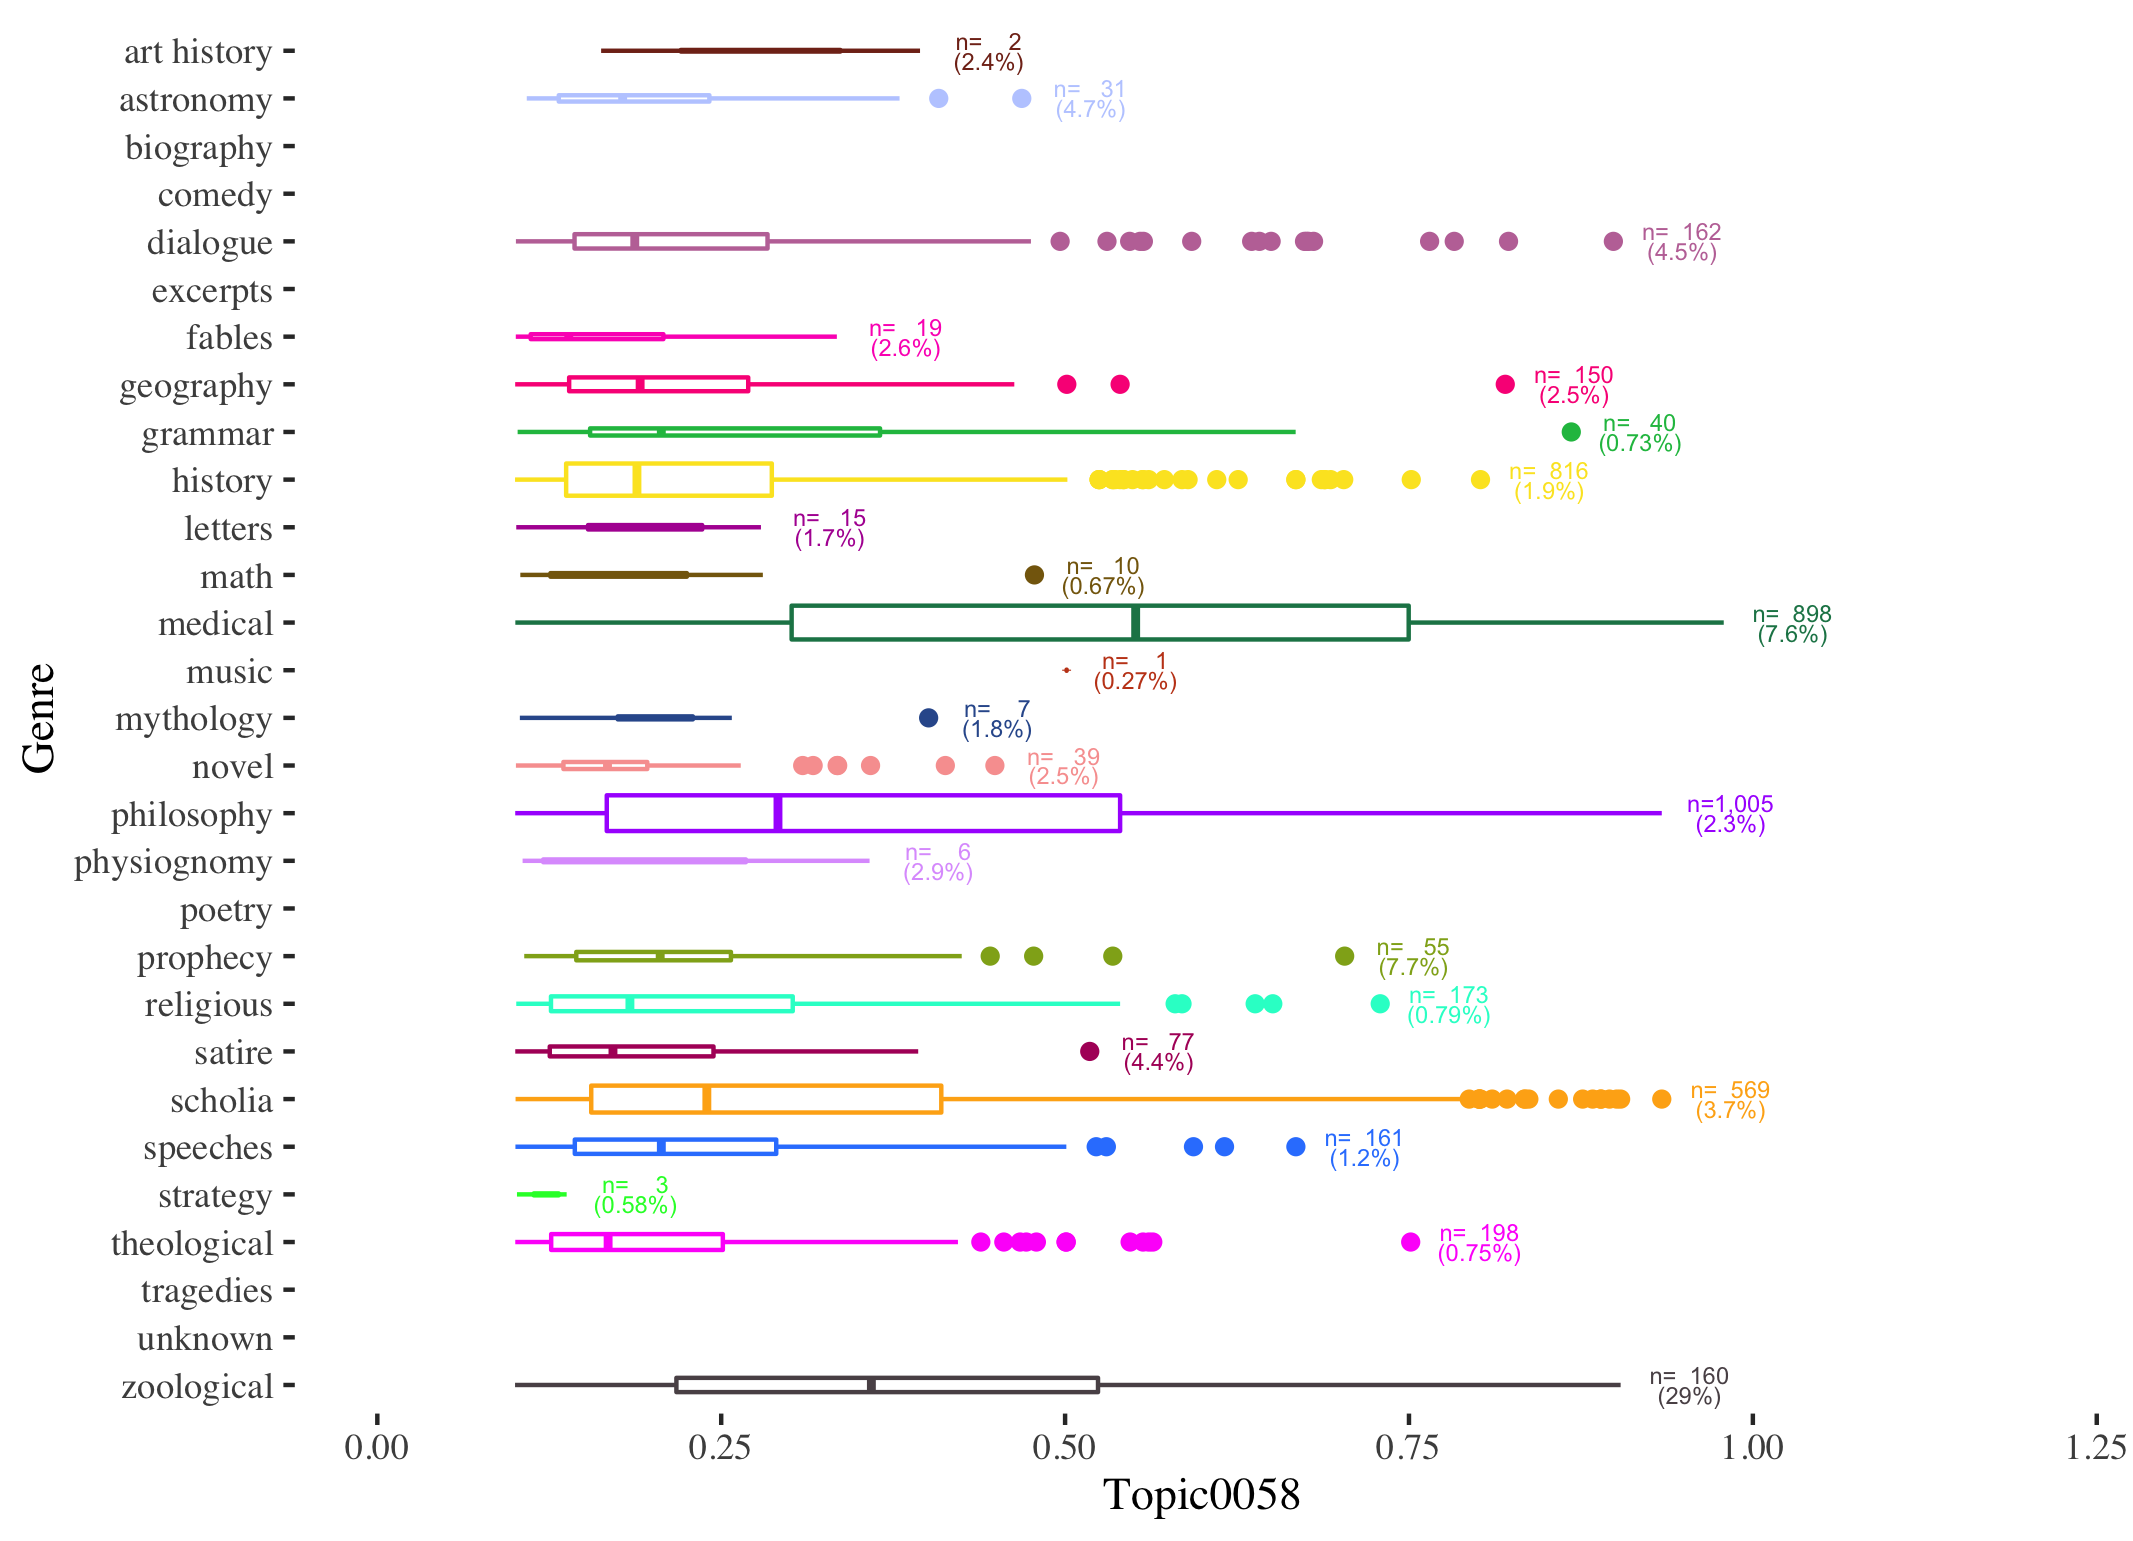 art history
n= 2
(2.4%)
astronomy
n= 31
(4.7%)
biography
comedy
dialogue
n= 162
(4.5%)
excerpts
fables
n= 19
(2.6%)
geography
n= 150
(2.5%)
grammar
n= 40
(0.73%)
history
n= 816
(1.9%)
letters
n= 15
(1.7%)
math
n= 10
(0.67%)
medical
n= 898
(7.6%)
music
n= 1
(0.27%)
mythology
n= 7
(1.8%)
novel
n= 39
(2.5%)
philosophy
n=1,005
(2.3%)
physiognomy
n= 6
(2.9%)
poetry
prophecy
n= 55
(7.7%)
religious
n= 173
(0.79%)
satire
n= 77
(4.4%)
scholia
n= 569
(3.7%)
speeches
n= 161
(1.2%)
strategy
n= 3
(0.58%)
theological
n= 198
(0.75%)
tragedies
unknown
zoological
n= 160
(29%)
Genre
0.00 0.25 0.50 0.75 1.00 1.25
Topic0058